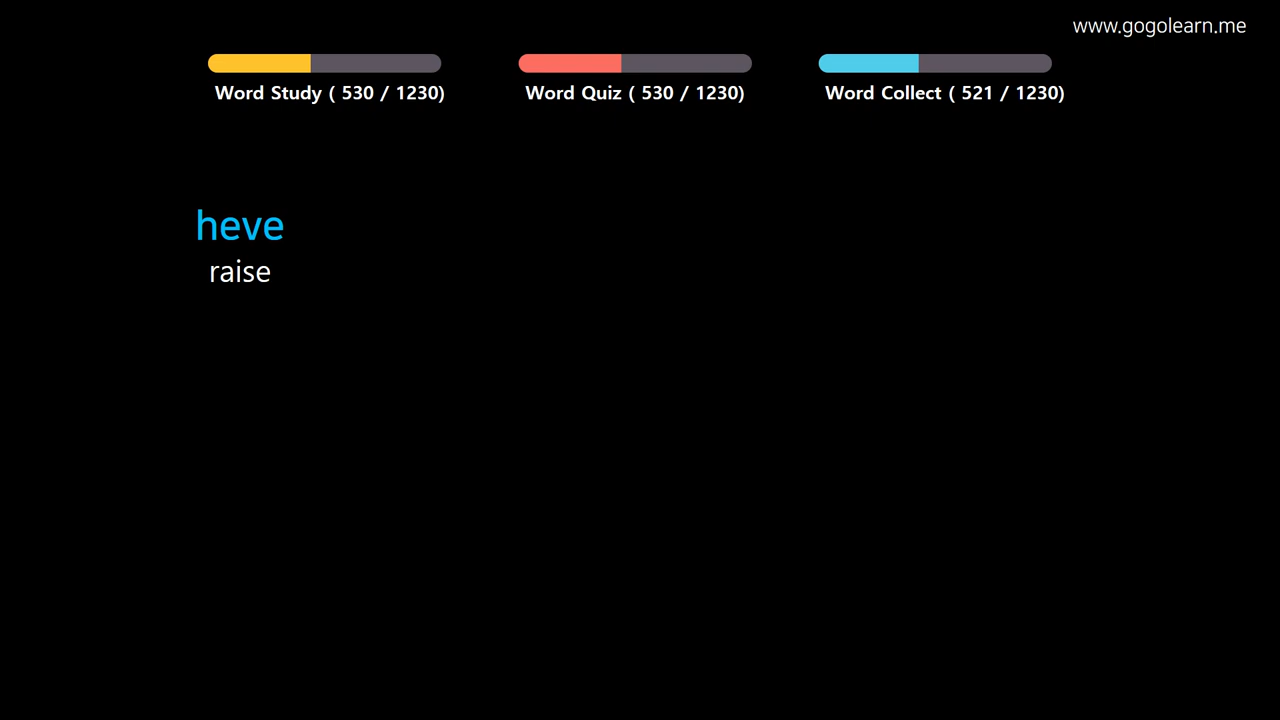 www.gogolearn.me
Word Study ( 530 / 1230)
Word Quiz ( 530 / 1230)
Word Collect ( 521 / 1230)
heve
raise